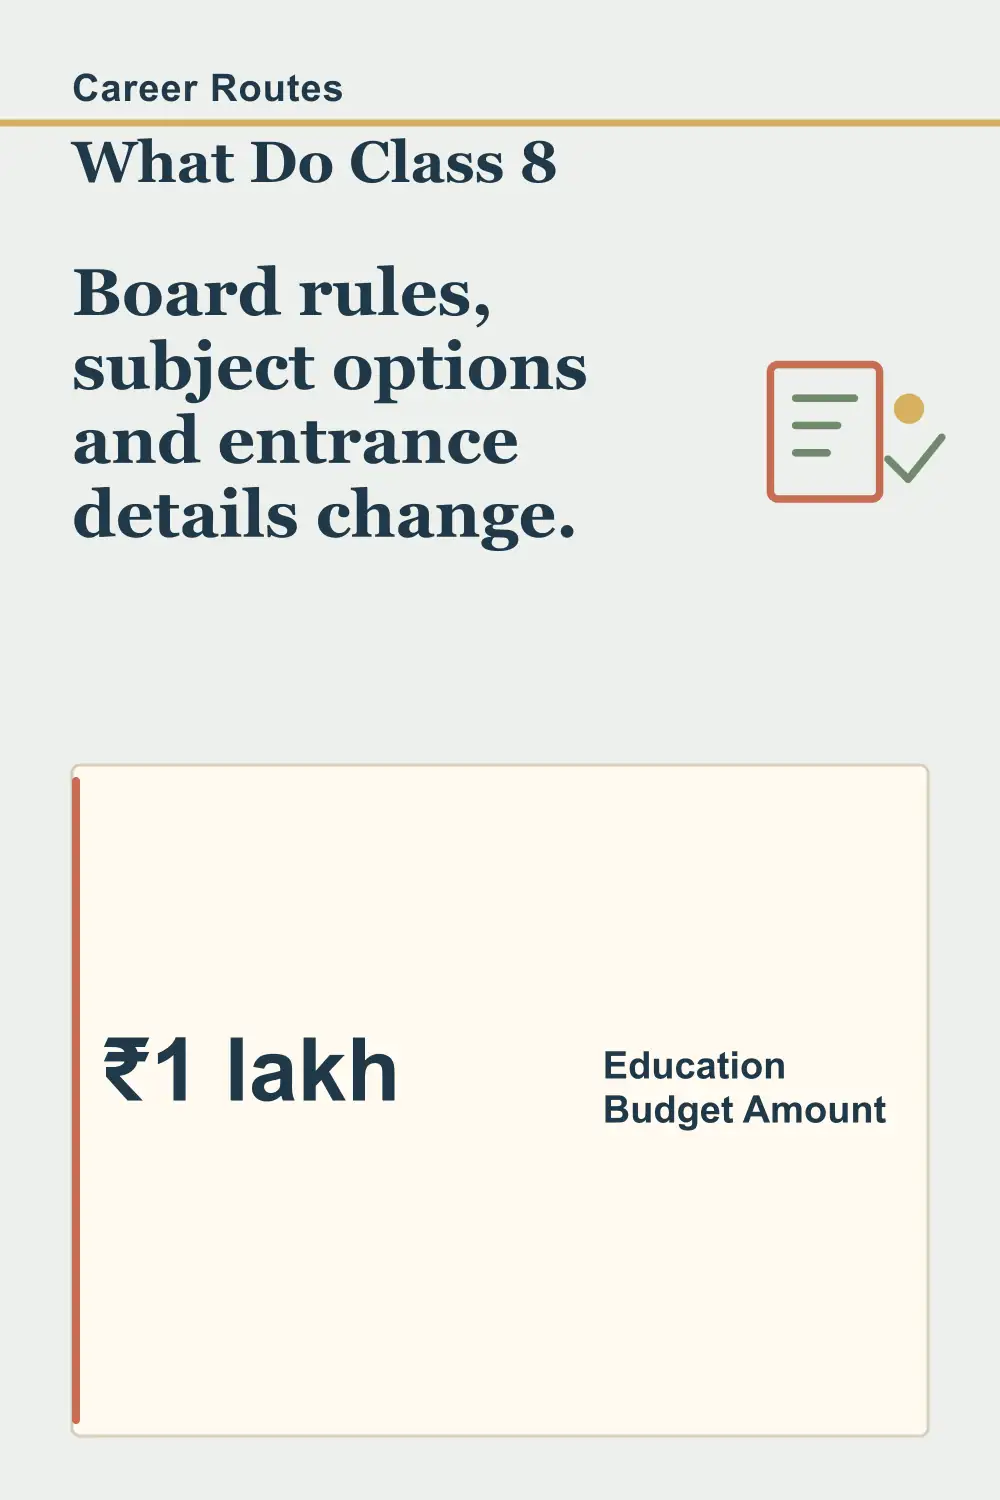 Career Routes
What Do Class 8
Board rules,
subject options
and entrance
details change.
₹1 lakh
Education
Budget Amount